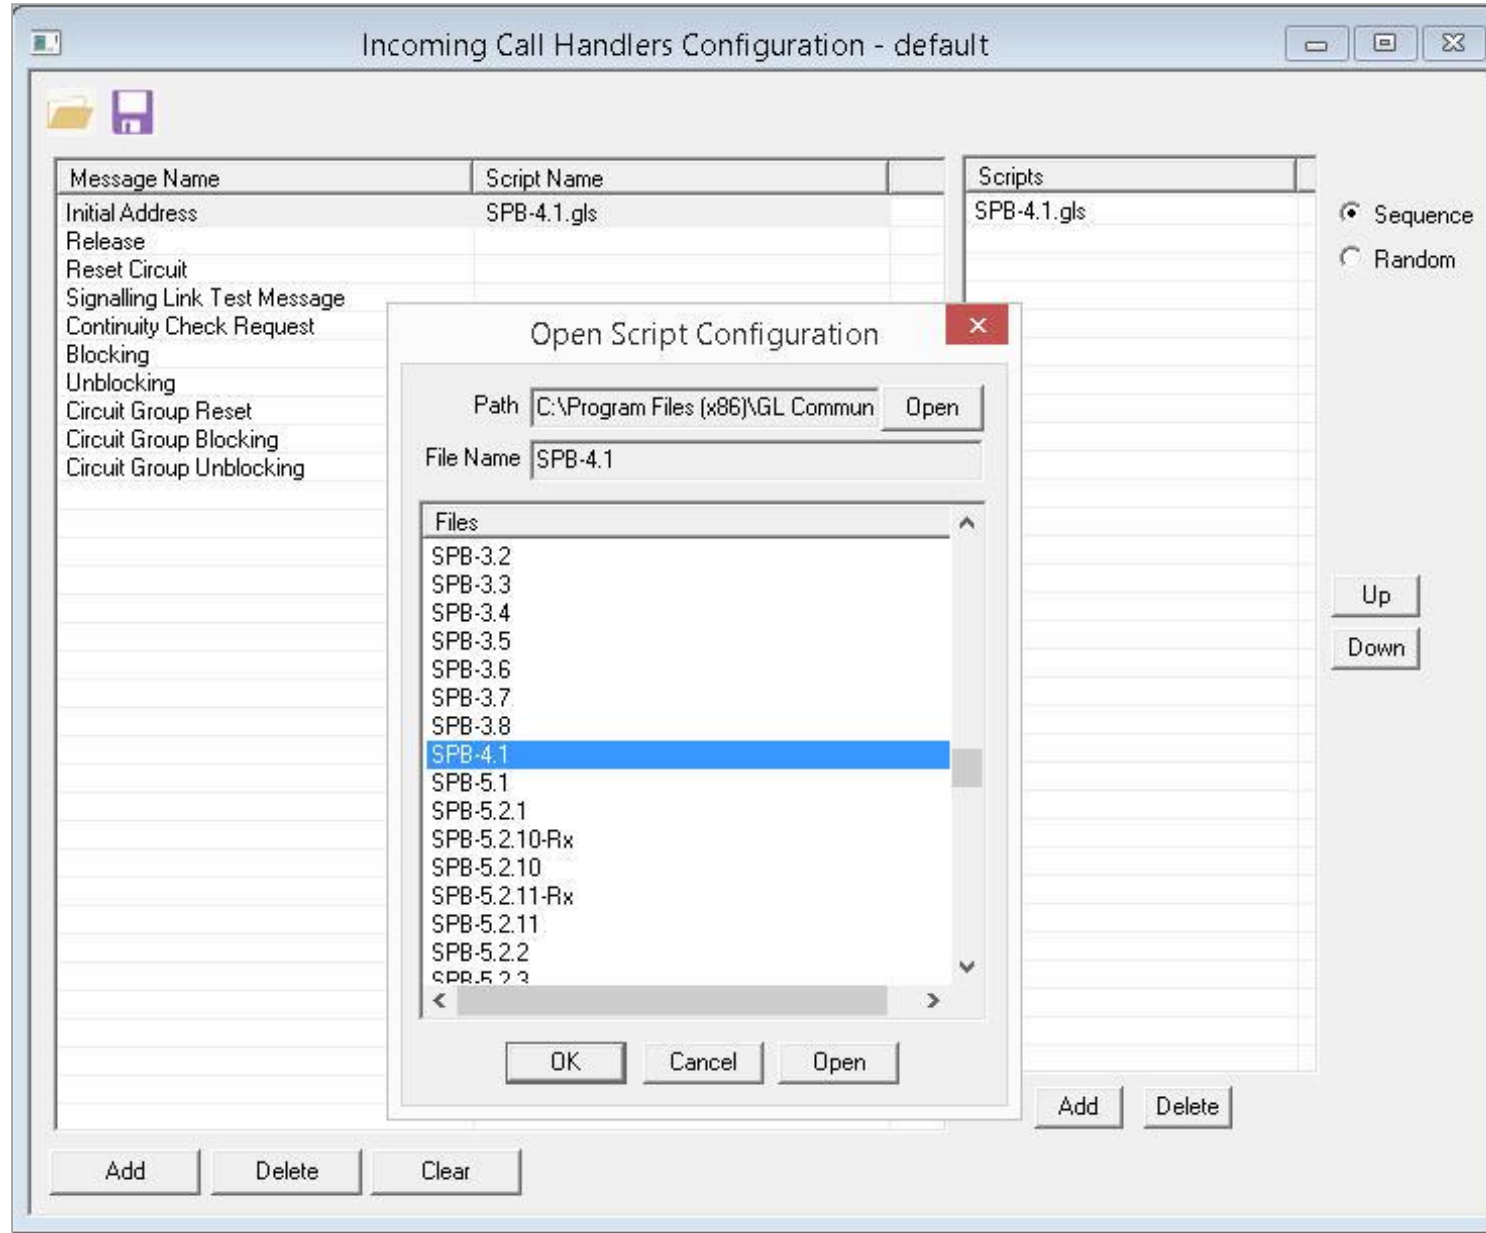 Incoming Call Handlers Configuration - default
Message Name Script Name
Initial Address SPB-4.1.gls
Release
Reset Circuit
Signalling Link Test Message
Continuity Check Request
Blocking
Unblocking
Circuit Group Reset
Circuit Group Blocking
Circuit Group Unblocking
Scripts
SPB-4.1.gls
Sequence
Random
Open Script Configuration
Path C:\Program Files (x86)\GL Commun Open
File Name SPB-4.1
Files
SPB-3.2
SPB-3.3
SPB-3.4
SPB-3.5
SPB-3.6
SPB-3.7
SPB-3.8
SPB-4.1
SPB-5.1
SPB-5.2.1
SPB-5.2.10-Rx
SPB-5.2.10
SPB-5.2.11-Rx
SPB-5.2.11
SPB-5.2.2
SPB-5.2.3
OK Cancel Open
Up
Down
Add Delete
Add Delete Clear